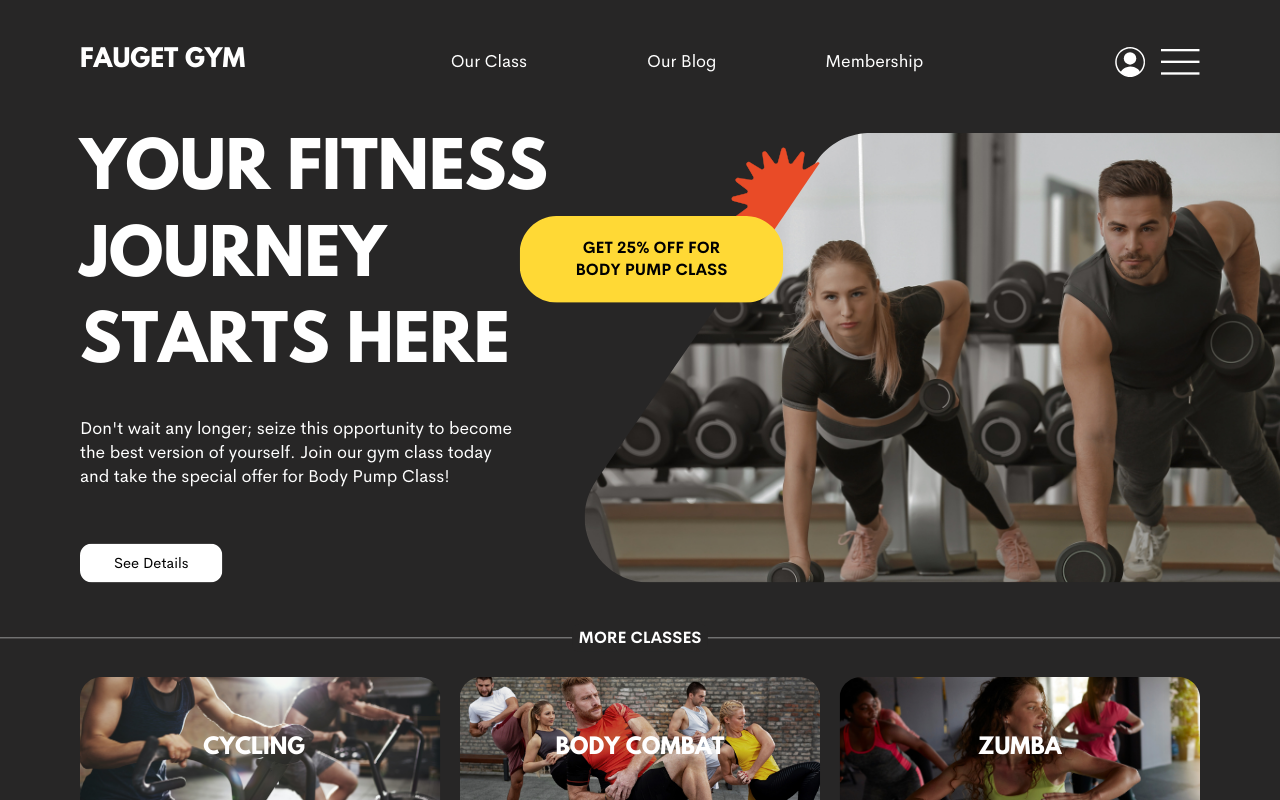 FAUGET GYM
Our Class
Our Blog
Membership
YOUR FITNESS
JOURNEY
STARTS HERE
GET 25% OFF FOR
BODY PUMP CLASS
Don't wait any longer; seize this opportunity to become
the best version of yourself. Join our gym class today
and take the special offer for Body Pump Class!
See Details
MORE CLASSES
CYCLING
BODY COMBAT
ZUMBA